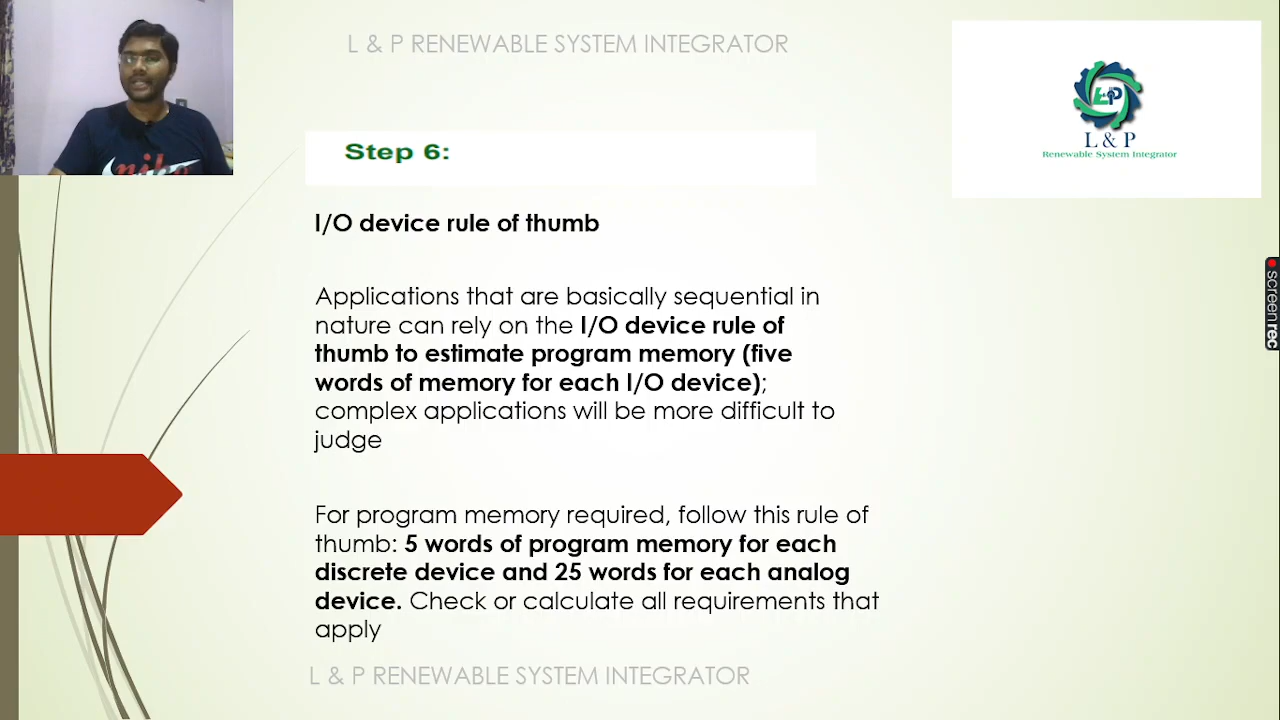 L & P RENEWABLE SYSTEM INTEGRATOR
L&P
L & P
Renewable System Integrator
Step 6:
nike
I/O device rule of thumb
Applications that are basically sequential in
nature can rely on the I/O device rule of
thumb to estimate program memory (five
words of memory for each I/O device);
complex applications will be more difficult to
judge
For program memory required, follow this rule of
thumb: 5 words of program memory for each
discrete device and 25 words for each analog
device. Check or calculate all requirements that
apply
L & P RENEWABLE SYSTEM INTEGRATOR
screenrec